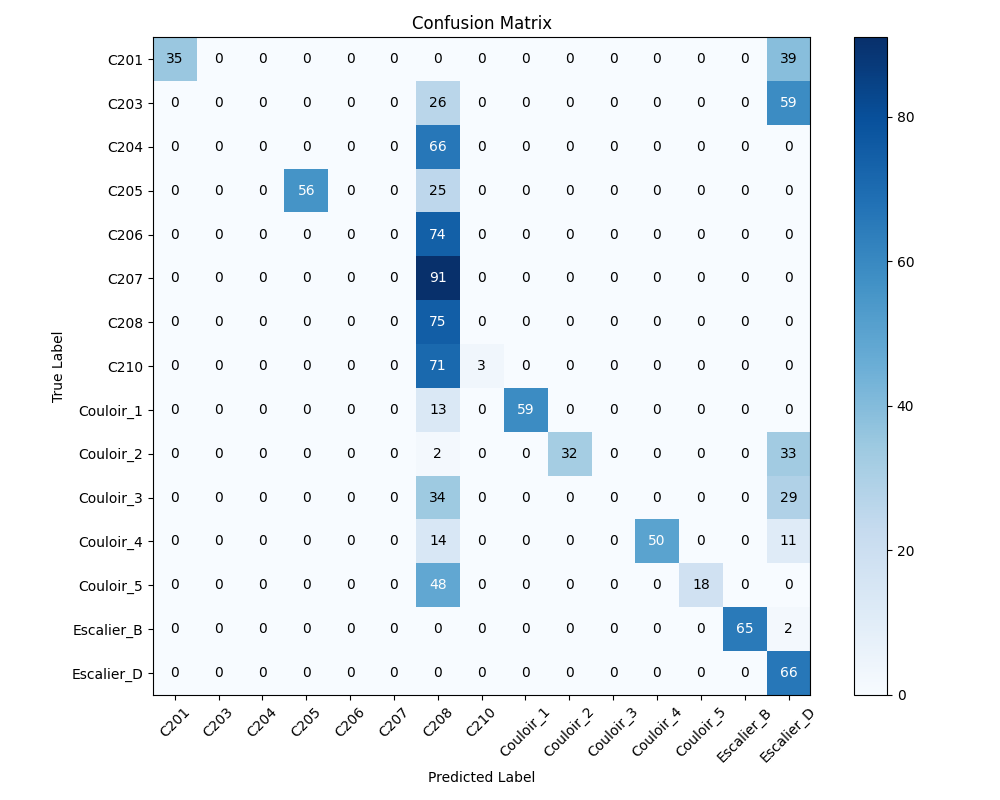 Confusion Matrix
C201 35 0 0 0 0 0 0 0 0 0 0 0 0 0 39
C203 0 0 0 0 0 0 26 0 0 0 0 0 0 0 59
C204 0 0 0 0 0 0 66 0 0 0 0 0 0 0 0
C205 0 0 0 56 0 0 25 0 0 0 0 0 0 0 0
C206 0 0 0 0 0 0 74 0 0 0 0 0 0 0 0
C207 0 0 0 0 0 0 91 0 0 0 0 0 0 0 0
C208 0 0 0 0 0 0 75 0 0 0 0 0 0 0 0
C210 0 0 0 0 0 0 71 3 0 0 0 0 0 0 0
Couloir_1 0 0 0 0 0 0 13 0 59 0 0 0 0 0 0
Couloir_2 0 0 0 0 0 0 2 0 0 32 0 0 0 0 33
Couloir_3 0 0 0 0 0 0 34 0 0 0 0 0 0 0 29
Couloir_4 0 0 0 0 0 0 14 0 0 0 0 50 0 0 11
Couloir_5 0 0 0 0 0 0 48 0 0 0 0 0 18 0 0
Escalier_B 0 0 0 0 0 0 0 0 0 0 0 0 0 65 2
Escalier_D 0 0 0 0 0 0 0 0 0 0 0 0 0 0 66
C201 C203 C204 C205 C206 C207 C208 C210 Couloir_1 Couloir_2 Couloir_3 Couloir_4 Couloir_5 Escalier_B Escalier_D
Predicted Label
True Label
80
60
40
20
0